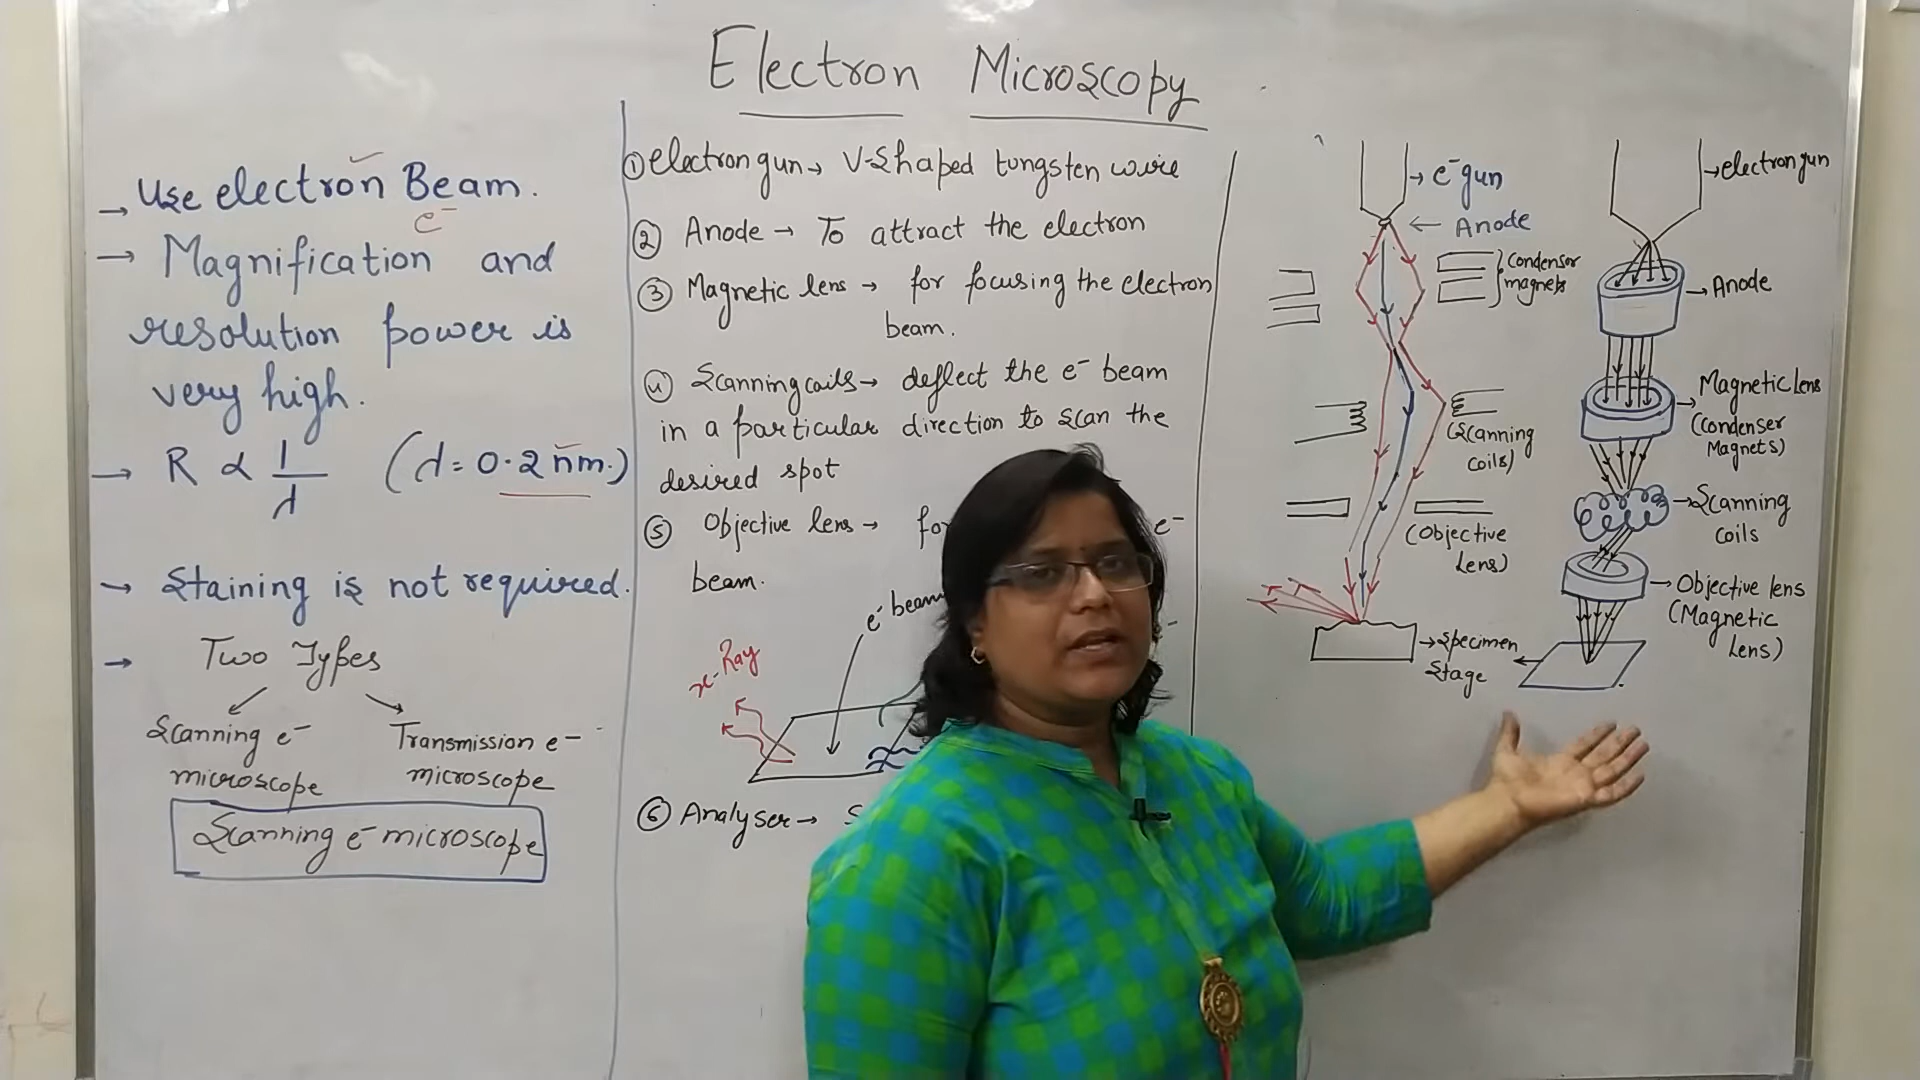 Electron Microscopy
→ Use electron Beam.
e⁻
→ Magnification and
resolution power is
very high.
→ R ∝ 1/λ (λ = 0.2 nm.)
→ Staining is not required.
→ Two Types
Scanning e⁻
microscope
Transmission e⁻
microscope
Scanning e⁻ microscope
① electron gun → V-Shaped tungsten wire
② Anode → To attract the electron
③ Magnetic lens → for focusing the electron
beam.
④ Scanning coils → deflect the e⁻ beam
in a particular direction to scan the
desired spot
⑤ Objective lens → e⁻
beam.
e⁻ beam
x-Ray
⑥ Analyser →
→ e⁻ gun
← Anode
Condenser
magnets
(Scanning
coils)
(Objective
Lens)
→ Specimen
Stage
→ electron gun
→ Anode
Magnetic Lens
(Condenser
Magnets)
→ Scanning
coils
→ Objective lens
(Magnetic
Lens)